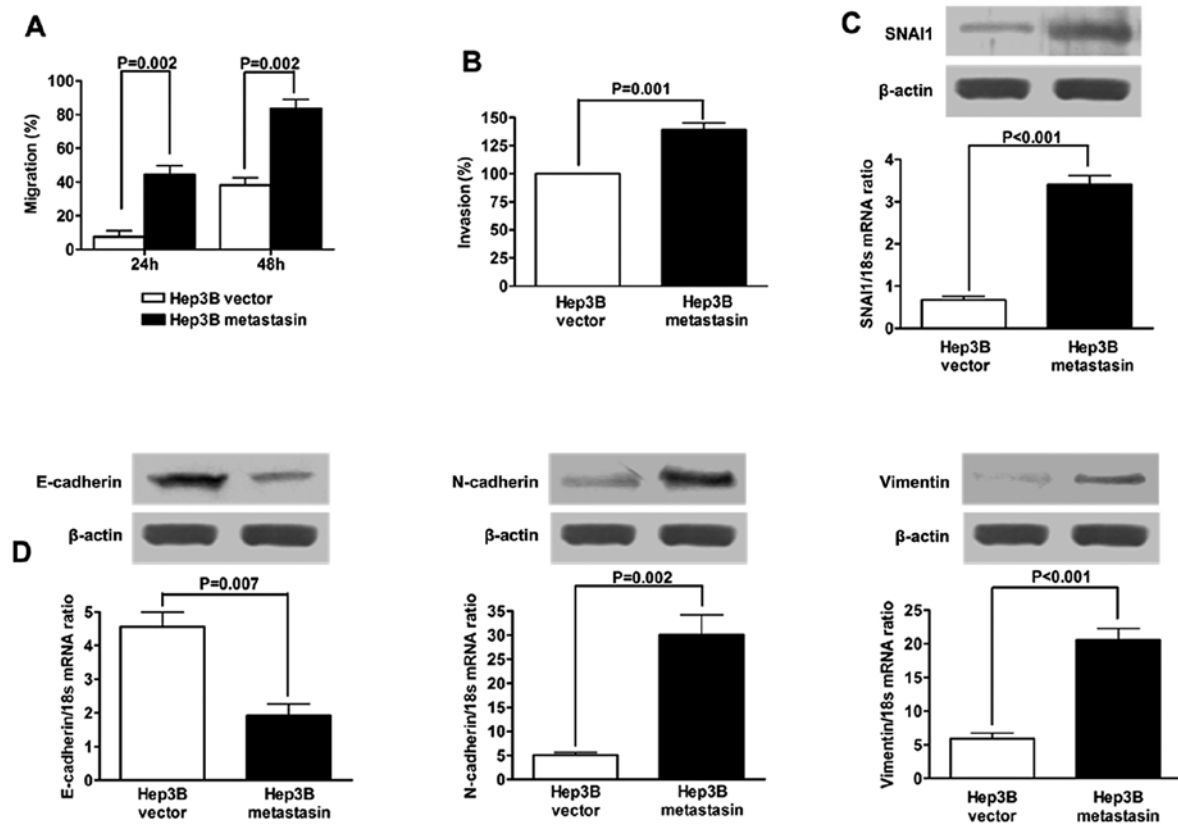 A
P=0.002
P=0.002
Migration (%)
100
80
60
40
20
0
24h
48h
Hep3B vector
Hep3B metastasin
B
P=0.001
Invasion (%)
150
125
100
75
50
25
0
Hep3B
vector
Hep3B
metastasin
C
SNAI1
β-actin
P<0.001
SNAI1/18s mRNA ratio
4
3
2
1
0
Hep3B
vector
Hep3B
metastasin
D
E-cadherin
β-actin
P=0.007
E-cadherin/18s mRNA ratio
5
4
3
2
1
0
Hep3B
vector
Hep3B
metastasin
N-cadherin
β-actin
P=0.002
N-cadherin/18s mRNA ratio
35
30
25
20
15
10
5
0
Hep3B
vector
Hep3B
metastasin
Vimentin
β-actin
P<0.001
Vimentin/18s mRNA ratio
25
20
15
10
5
0
Hep3B
vector
Hep3B
metastasin